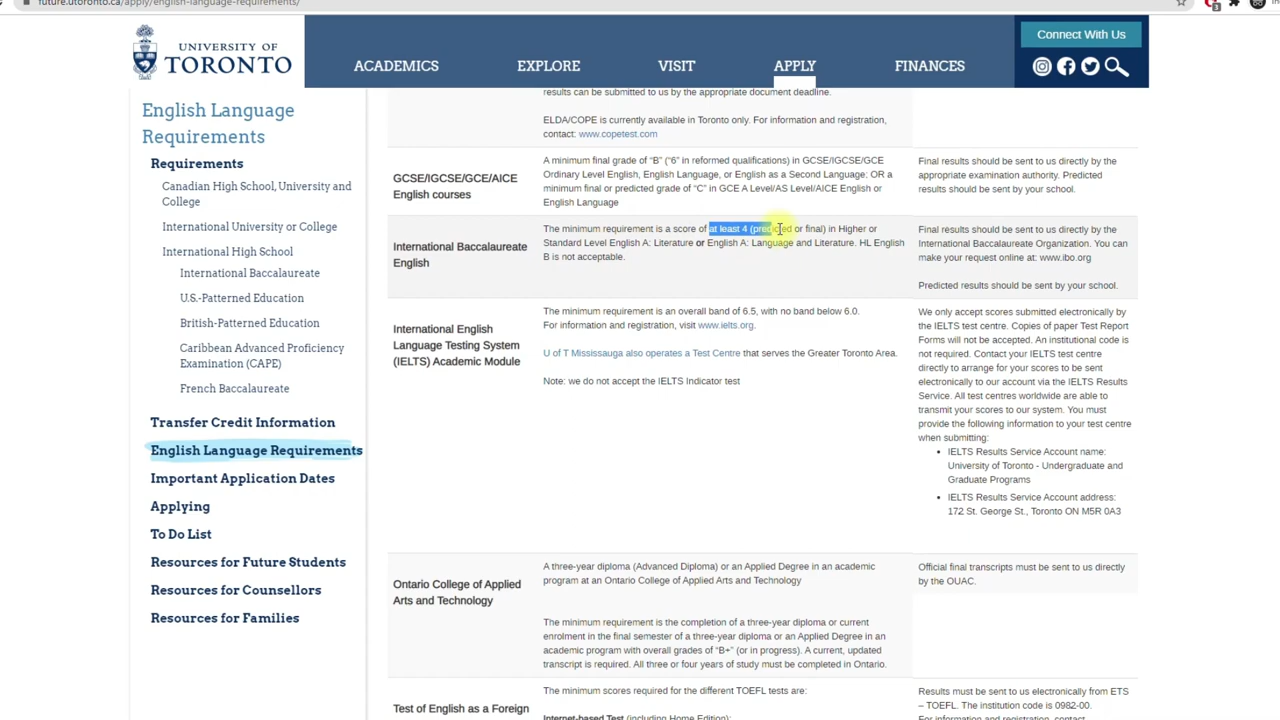 future.utoronto.ca/apply/english-language-requirements/
UNIVERSITY OF
TORONTO
ACADEMICS
EXPLORE
VISIT
APPLY
FINANCES
Connect With Us
English Language
Requirements
Requirements
Canadian High School, University and
College
International University or College
International High School
International Baccalaureate
U.S.-Patterned Education
British-Patterned Education
Caribbean Advanced Proficiency
Examination (CAPE)
French Baccalaureate
Transfer Credit Information
English Language Requirements
Important Application Dates
Applying
To Do List
Resources for Future Students
Resources for Counsellors
Resources for Families
results can be submitted to us by the appropriate document deadline.
ELDA/COPE is currently available in Toronto only. For information and registration,
contact: www.copetest.com
GCSE/IGCSE/GCE/AICE
English courses
A minimum final grade of “B” (“6” in reformed qualifications) in GCSE/IGCSE/GCE
Ordinary Level English, English Language, or English as a Second Language; OR a
minimum final or predicted grade of “C” in GCE A Level/AS Level/AICE English or
English Language
Final results should be sent to us directly by the
appropriate examination authority. Predicted
results should be sent by your school.
International Baccalaureate
English
The minimum requirement is a score of at least 4 (predicted or final) in Higher or
Standard Level English A: Literature or English A: Language and Literature. HL English
B is not acceptable.
Final results should be sent to us directly by the
International Baccalaureate Organization. You can
make your request online at: www.ibo.org
Predicted results should be sent by your school.
International English
Language Testing System
(IELTS) Academic Module
The minimum requirement is an overall band of 6.5, with no band below 6.0.
For information and registration, visit www.ielts.org.
U of T Mississauga also operates a Test Centre that serves the Greater Toronto Area.
Note: we do not accept the IELTS Indicator test
We only accept scores submitted electronically by
the IELTS test centre. Copies of paper Test Report
Forms will not be accepted. An institutional code is
not required. Contact your IELTS test centre
directly to arrange for your scores to be sent
electronically to our account via the IELTS Results
Service. All test centres worldwide are able to
transmit your scores to our system. You must
provide the following information to your test centre
when submitting:
• IELTS Results Service Account name:
University of Toronto - Undergraduate and
Graduate Programs
• IELTS Results Service Account address:
172 St. George St., Toronto ON M5R 0A3
Ontario College of Applied
Arts and Technology
A three-year diploma (Advanced Diploma) or an Applied Degree in an academic
program at an Ontario College of Applied Arts and Technology
The minimum requirement is the completion of a three-year diploma or current
enrolment in the final semester of a three-year diploma or an Applied Degree in an
academic program with overall grades of “B+” (or in progress). A current, updated
transcript is required. All three or four years of study must be completed in Ontario.
Official final transcripts must be sent to us directly
by the OUAC.
Test of English as a Foreign
The minimum scores required for the different TOEFL tests are:
Internet-based Test (including Home Edition):
Results must be sent to us electronically from ETS
– TOEFL. The institution code is 0982-00.
For information and registration, contact